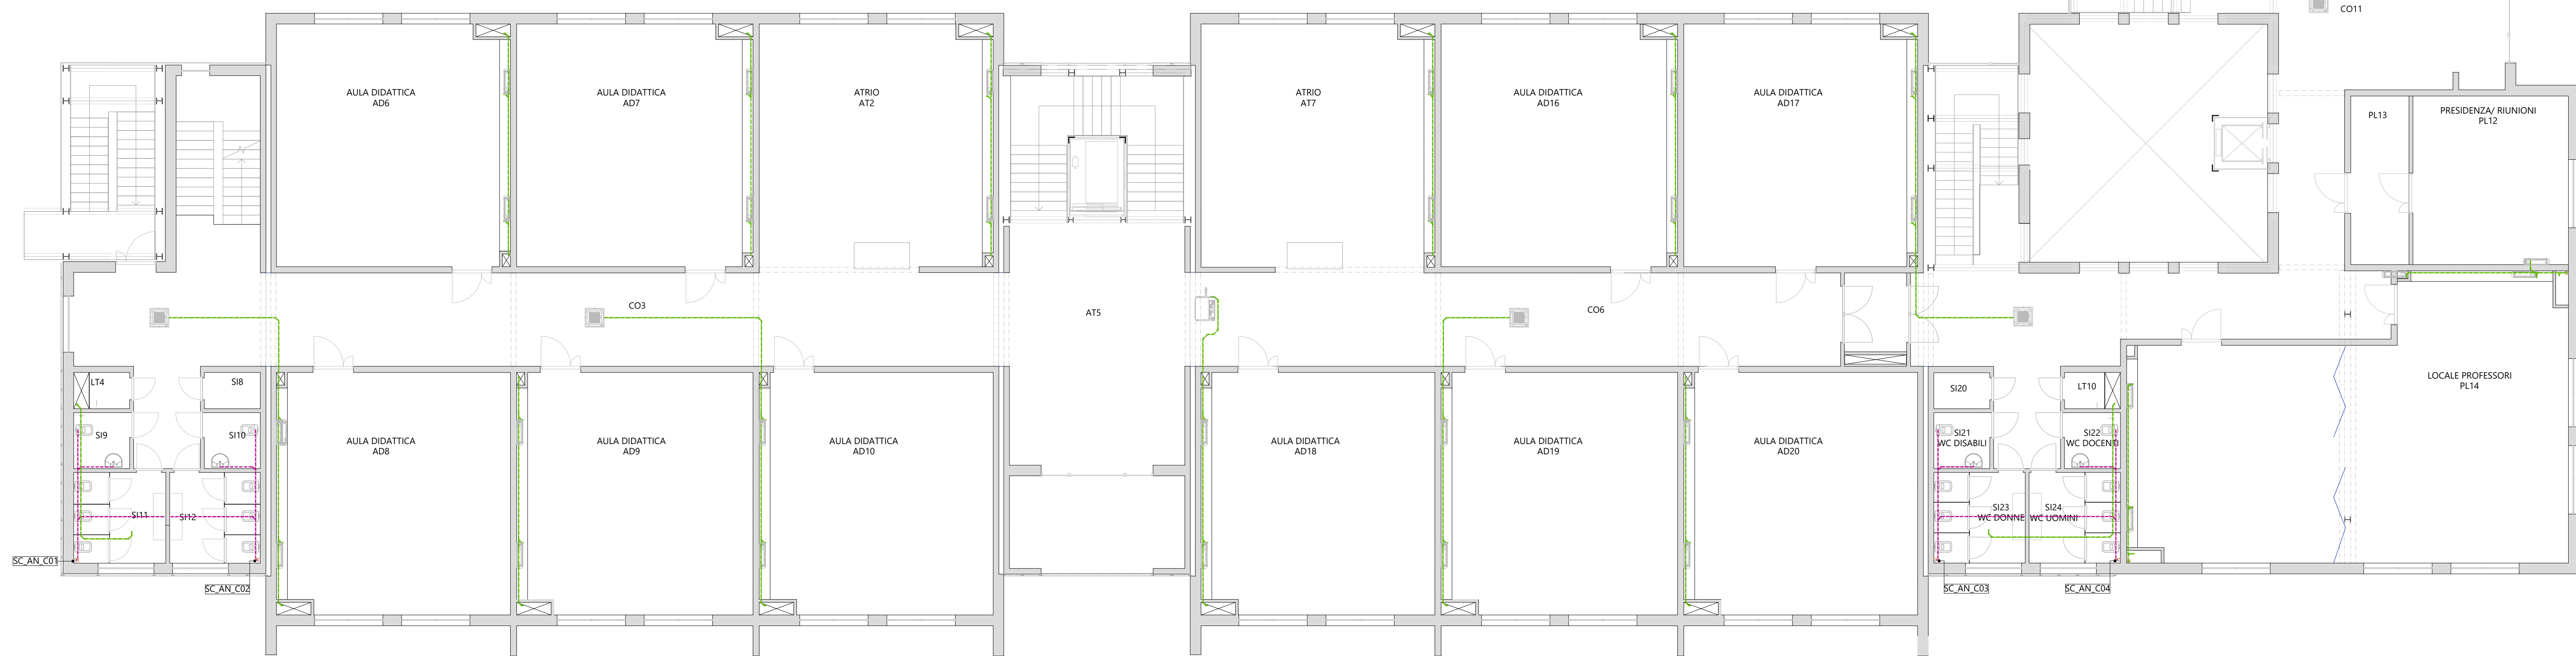 CO11
AULA DIDATTICA
AD6
AULA DIDATTICA
AD7
ATRIO
AT2
ATRIO
AT7
AULA DIDATTICA
AD16
AULA DIDATTICA
AD17
PL13
PRESIDENZA/ RIUNIONI
PL12
CO3
AT5
CO6
LT4
SI8
SI20
LT10
LOCALE PROFESSORI
PL14
SI9
SI10
AULA DIDATTICA
AD8
AULA DIDATTICA
AD9
AULA DIDATTICA
AD10
AULA DIDATTICA
AD18
AULA DIDATTICA
AD19
AULA DIDATTICA
AD20
SI21
WC DISABILI
SI22
WC DOCENTI
SI11
SI12
SI23
WC DONNE
SI24
WC UOMINI
SC_AN_C01
SC_AN_C02
SC_AN_C03
SC_AN_C04